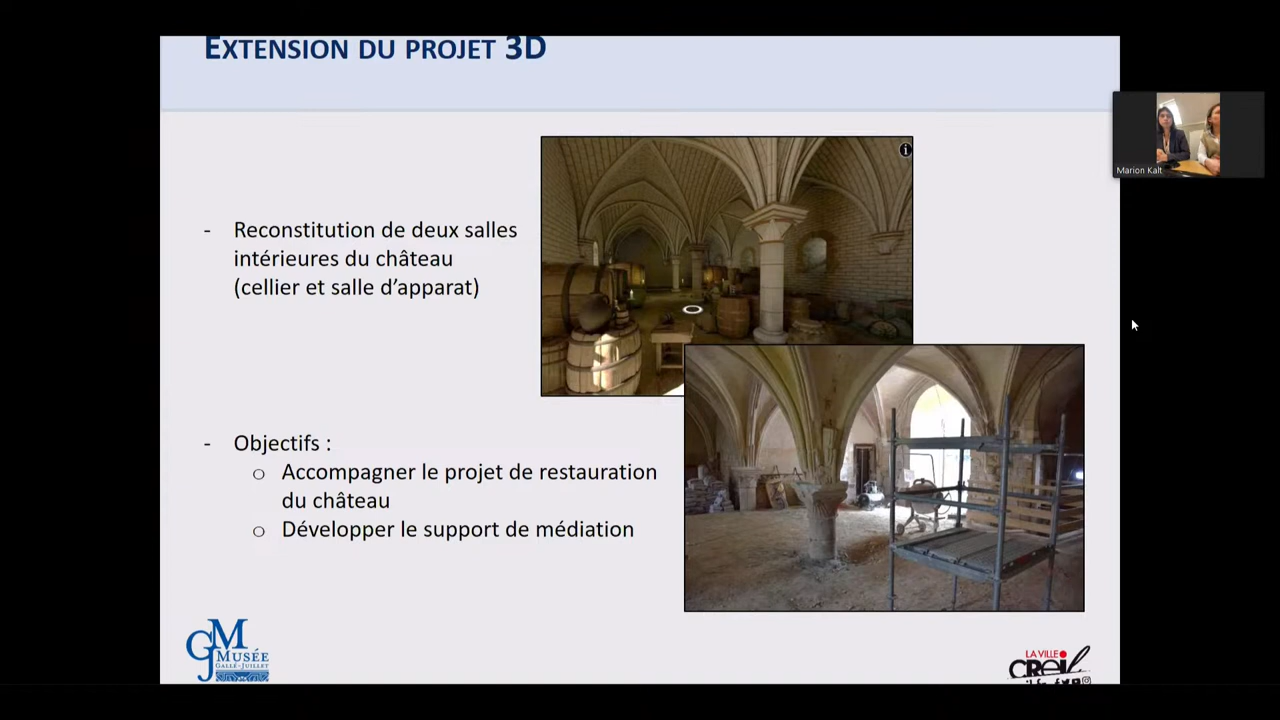 EXTENSION DU PROJET 3D
- Reconstitution de deux salles
intérieures du château
(cellier et salle d'apparat)
- Objectifs :
o Accompagner le projet de restauration
du château
o Développer le support de médiation
i
Marion Kalt
GMJ MUSÉE
GALLÉ-JUILLET
LA VILLE
CREIL